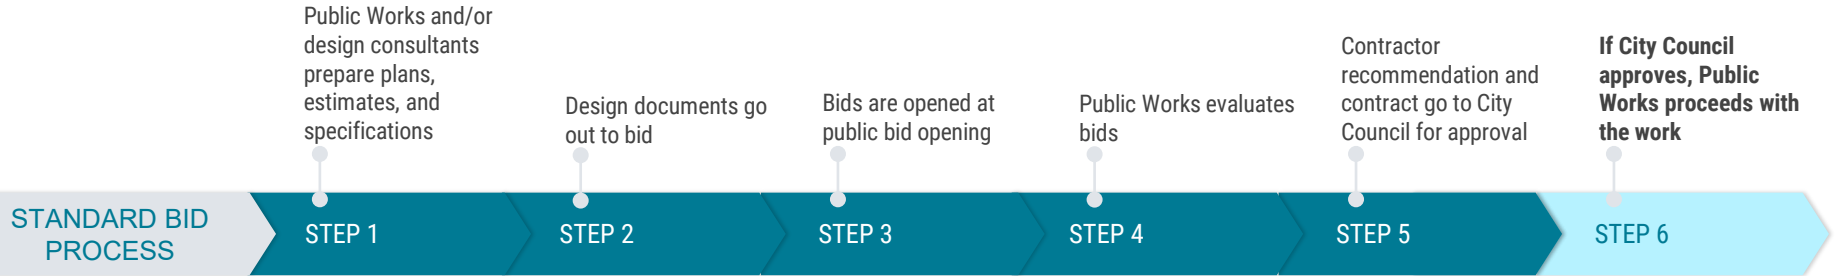 Public Works and/or
design consultants
prepare plans,
estimates, and
specifications
Design documents go
out to bid
Bids are opened at
public bid opening
Public Works evaluates
bids
Contractor
recommendation and
contract go to City
Council for approval
If City Council
approves, Public
Works proceeds with
the work
STANDARD BID
PROCESS
STEP 1
STEP 2
STEP 3
STEP 4
STEP 5
STEP 6